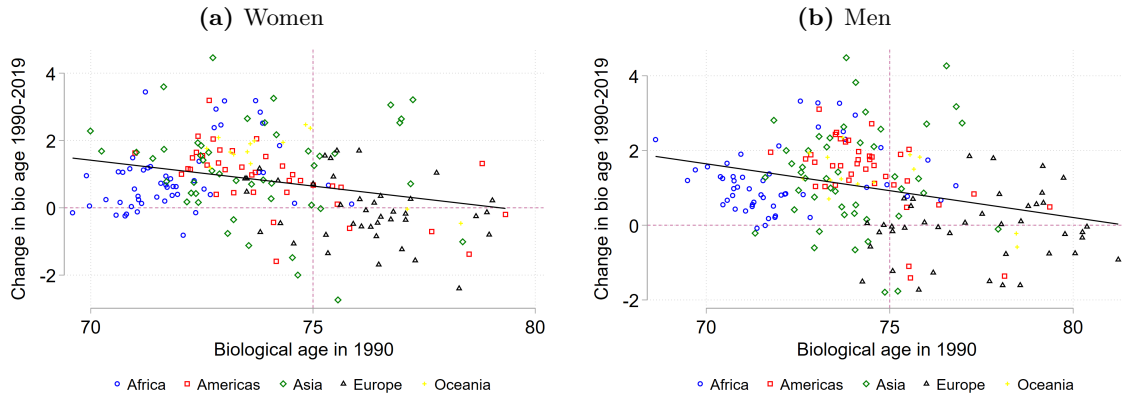 (a) Women
Change in bio age 1990-2019
4
2
0
-2
70
75
80
Biological age in 1990
Africa Americas Asia Europe Oceania
(b) Men
Change in bio age 1990-2019
4
2
0
-2
70
75
80
Biological age in 1990
Africa Americas Asia Europe Oceania